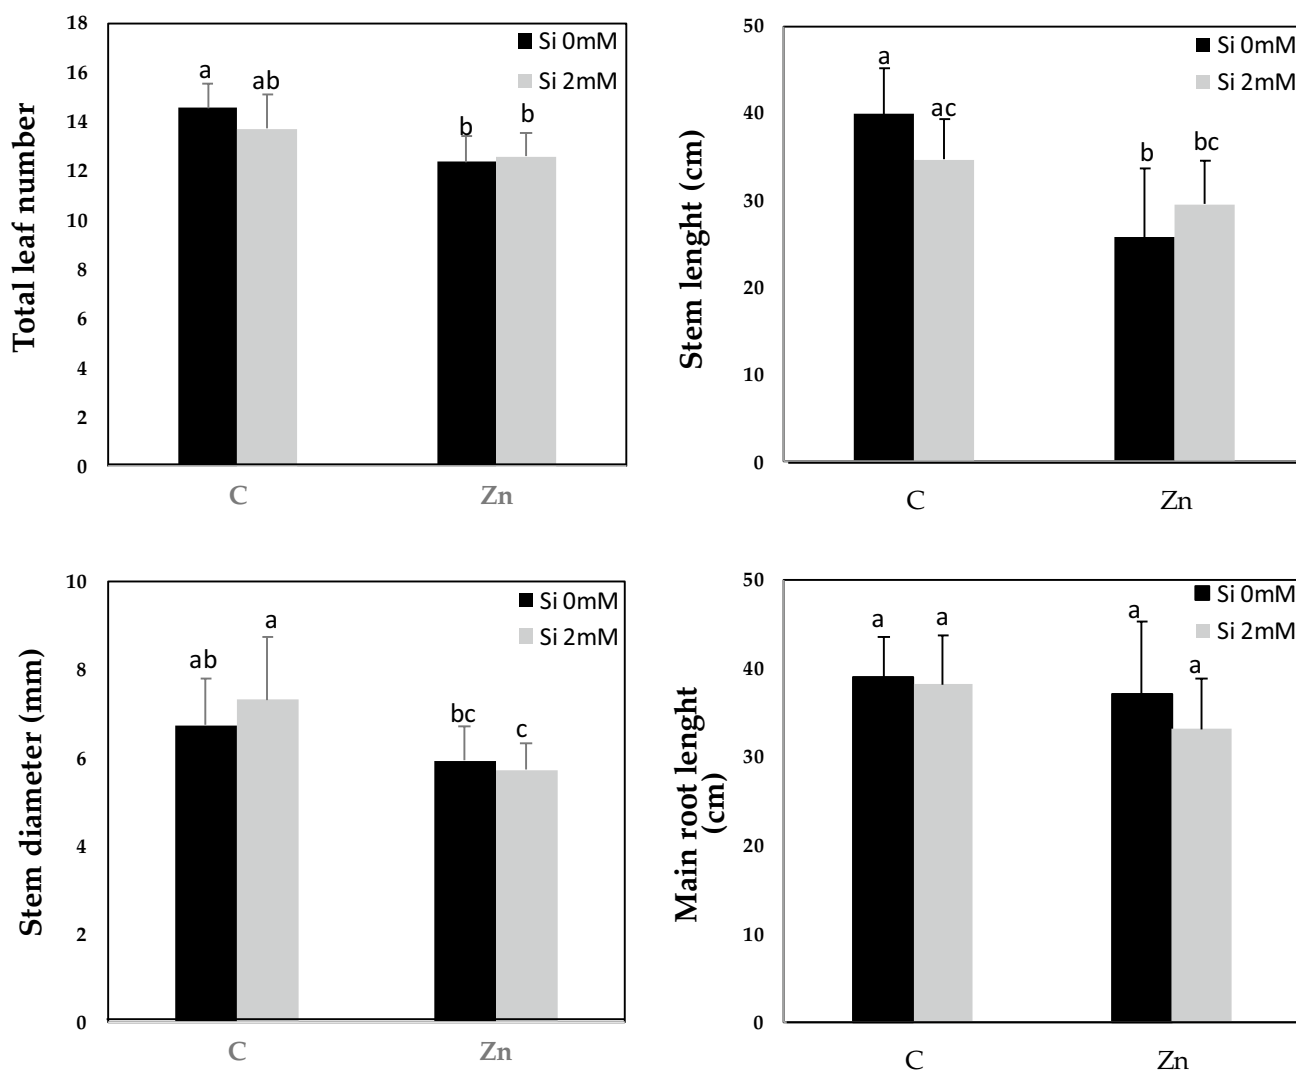 18
16
14
12
10
8
6
4
2
0
Total leaf number
Si 0mM
Si 2mM
a
ab
b
b
C
Zn
50
40
30
20
10
0
Stem lenght (cm)
Si 0mM
Si 2mM
a
ac
b
bc
C
Zn
10
8
6
4
2
0
Stem diameter (mm)
Si 0mM
Si 2mM
ab
a
bc
c
C
Zn
50
40
30
20
10
0
Main root lenght
(cm)
Si 0mM
Si 2mM
a
a
a
a
C
Zn